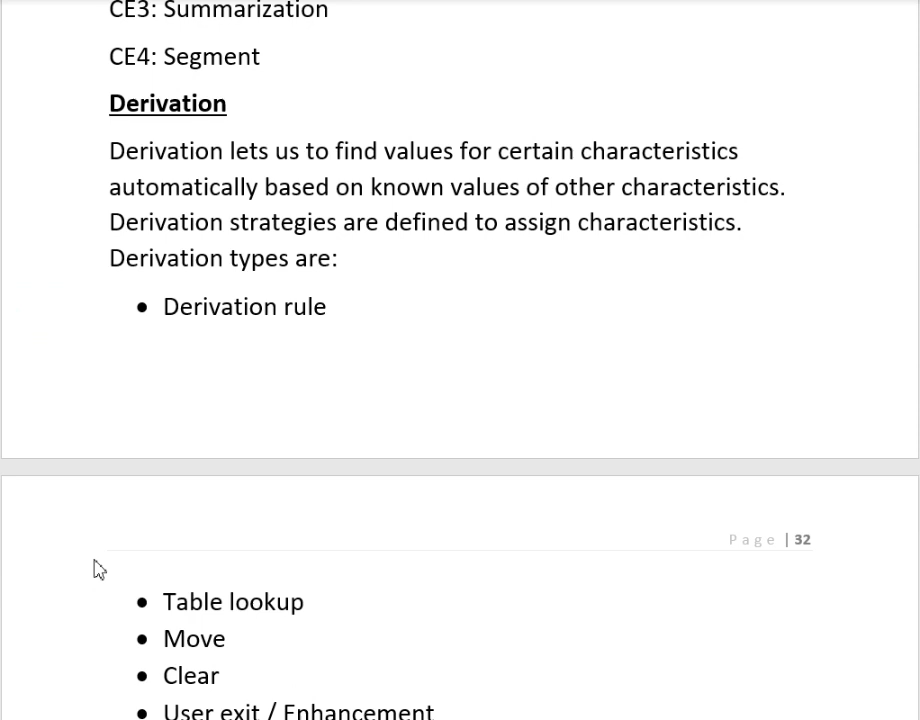 CE3: Summarization
CE4: Segment
Derivation
Derivation lets us to find values for certain characteristics
automatically based on known values of other characteristics.
Derivation strategies are defined to assign characteristics.
Derivation types are:
• Derivation rule
Page | 32
• Table lookup
• Move
• Clear
• User exit / Enhancement